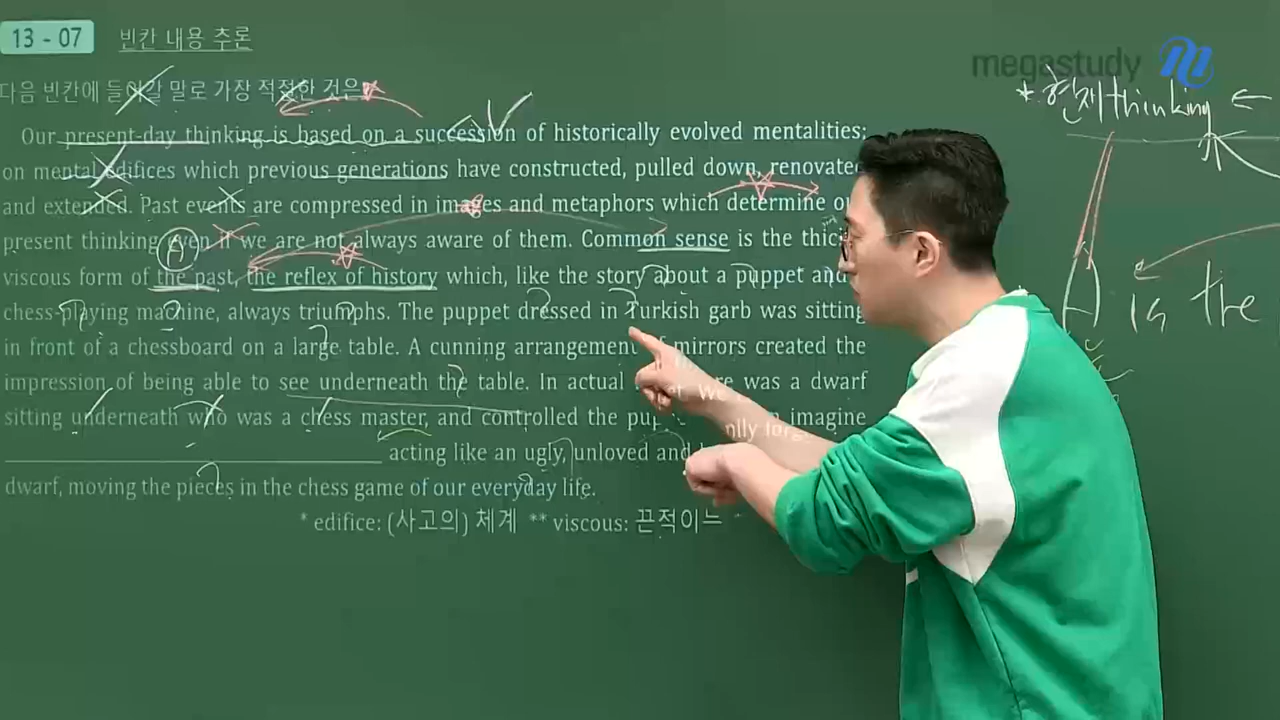 13 - 07 빈칸 내용 추론
megastudy
다음 빈칸에 들어갈 말로 가장 적절한 것은
* 현재 thinking ←
Our present-day thinking is based on a succession of historically evolved mentalities:
on mental edifices which previous generations have constructed, pulled down, renovated
and extended. Past events are compressed in images and metaphors which determine
present thinking even if we are not always aware of them. Common sense is the
viscous form of the past, the reflex of history which, like the story about a puppet and
chess-playing machine, always triumphs. The puppet dressed in Turkish garb was sitting
A is the
in front of a chessboard on a large table. A cunning arrangement mirrors created the
impression of being able to see underneath the table. In actual was a dwarf
sitting underneath who was a chess master, and controlled the imagine
acting like an ugly, unloved and
dwarf, moving the pieces in the chess game of our everyday life.
* edifice: (사고의) 체계 ** viscous: 끈적이는